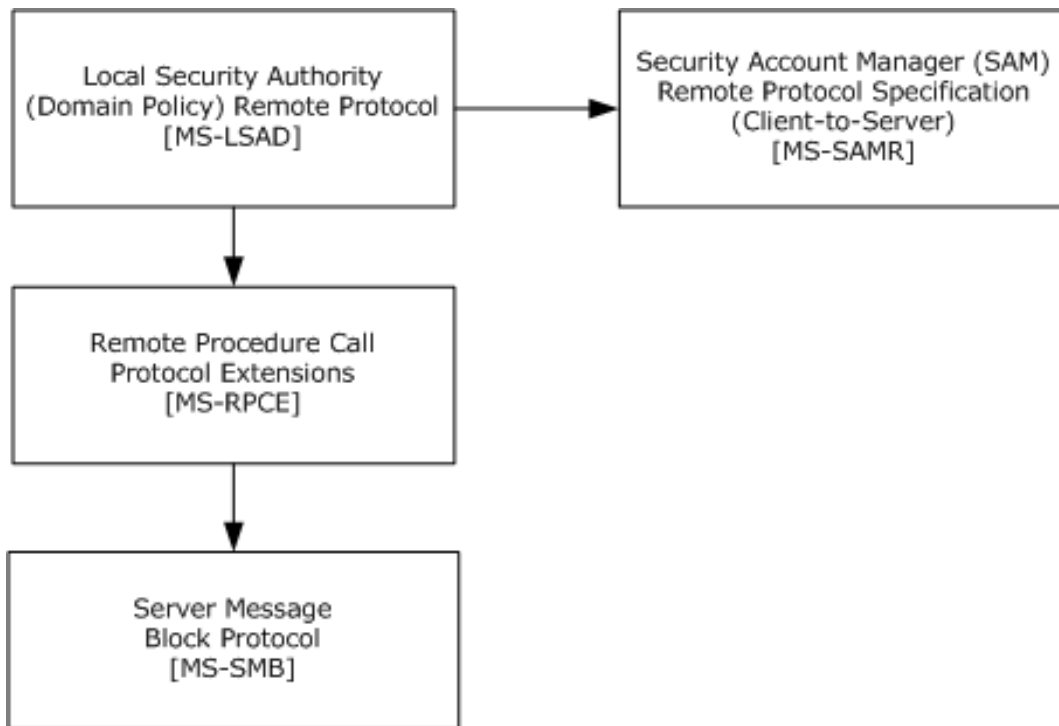 Local Security Authority
(Domain Policy) Remote Protocol
[MS-LSAD]
Security Account Manager (SAM)
Remote Protocol Specification
(Client-to-Server)
[MS-SAMR]
Remote Procedure Call
Protocol Extensions
[MS-RPCE]
Server Message
Block Protocol
[MS-SMB]